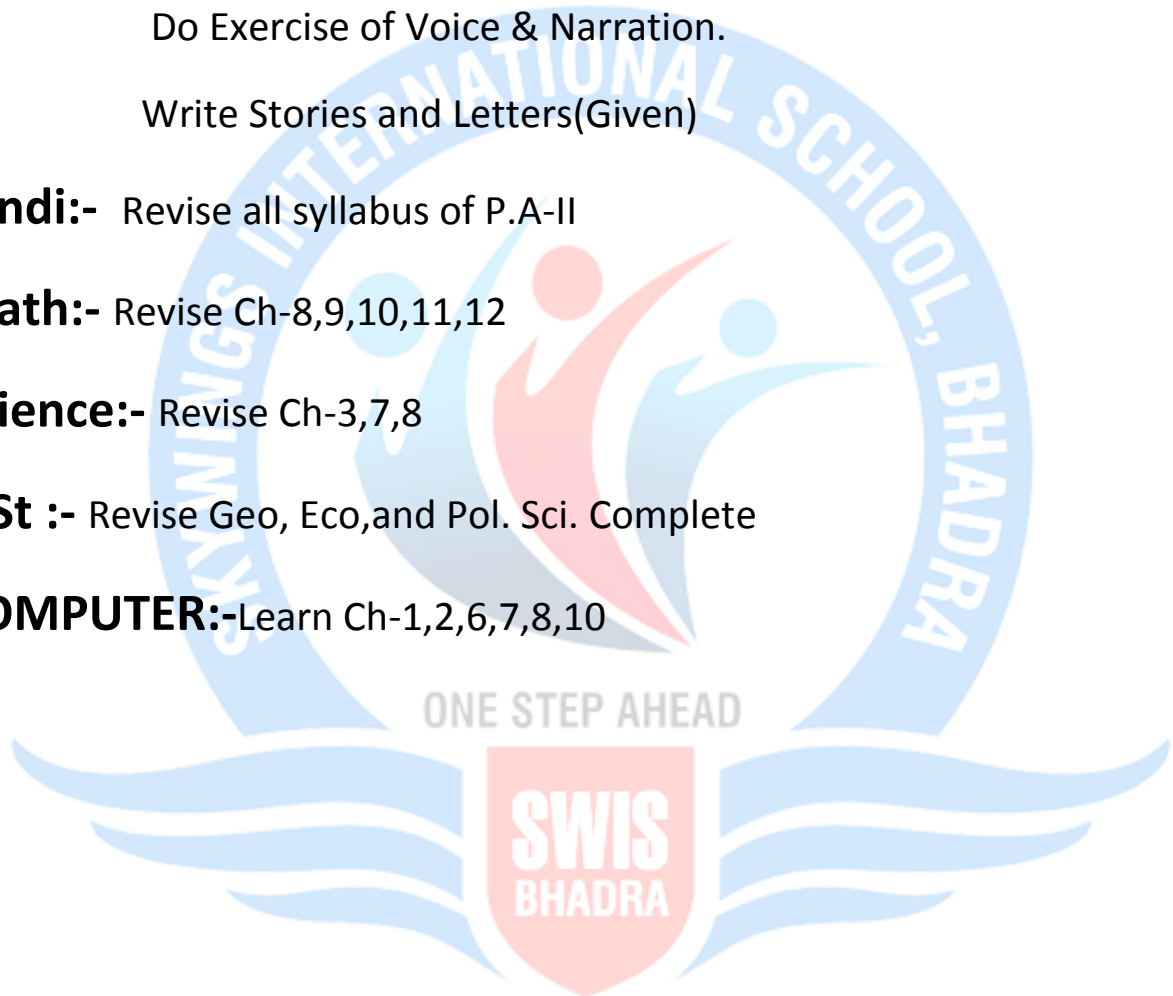 Do Exercise of Voice & Narration.
Write Stories and Letters(Given)
ndi:- Revise all syllabus of P.A-II
ath:- Revise Ch-8,9,10,11,12
ience:- Revise Ch-3,7,8
St :- Revise Geo, Eco,and Pol. Sci. Complete
OMPUTER:-Learn Ch-1,2,6,7,8,10
SKYWINGS INTERNATIONAL SCHOOL, BHADRA
ONE STEP AHEAD
SWIS
BHADRA